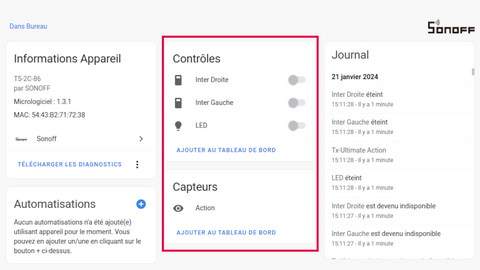 Dans Bureau
SONOFF
Informations Appareil
T5-2C-86
par SONOFF
Micrologiciel : 1.3.1
MAC: 54:43:B2:71:72:38
Sonoff
TÉLÉCHARGER LES DIAGNOSTICS
Automatisations
Aucun automatisations n'a été ajouté(e)
utilisant appareil pour le moment. Vous
pouvez en ajouter un/une en cliquant sur le
bouton + ci-dessus.
Contrôles
Inter Droite
Inter Gauche
LED
AJOUTER AU TABLEAU DE BORD
Capteurs
Action
AJOUTER AU TABLEAU DE BORD
Journal
21 janvier 2024
Inter Droite éteint
15:11:28 - Il y a 1 minute
Inter Gauche éteint
15:11:28 - Il y a 1 minute
Tx-Ultimate Action
15:11:28 - Il y a 1 minute
LED éteint
15:11:28 - Il y a 1 minute
Inter Droite est devenu indisponible
15:11:27 - Il y a 1 minute
Inter Gauche est devenu indisponible
15:11:27 - Il y a 1 minute